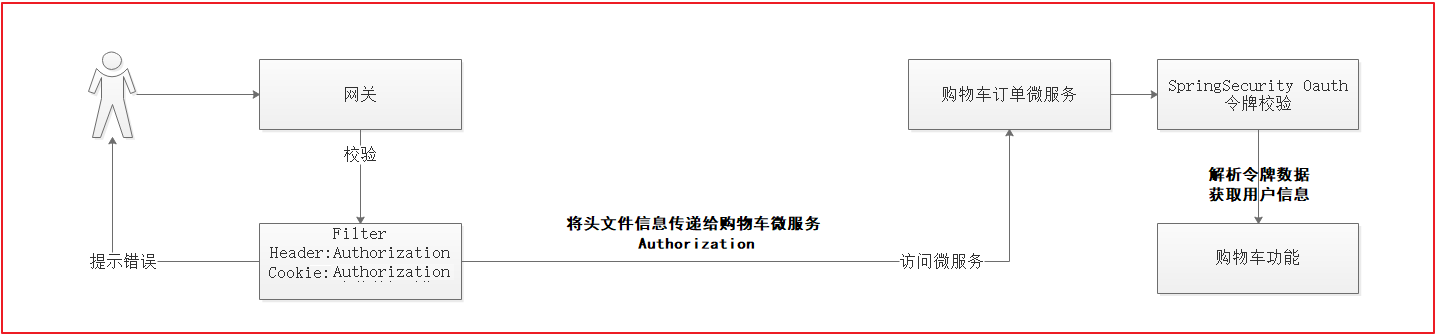 网关
校验
Filter
Header:Authorization
Cookie:Authorization
提示错误
将头文件信息传递给购物车微服务
Authorization
访问微服务
购物车订单微服务
SpringSecurity Oauth
令牌校验
解析令牌数据
获取用户信息
购物车功能